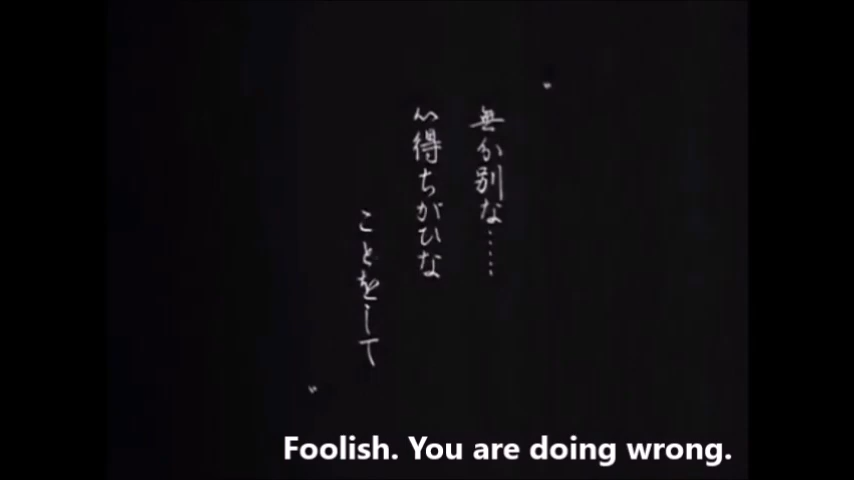 〝
無分別な……
心得ちがひな
ことをして
〟
Foolish. You are doing wrong.